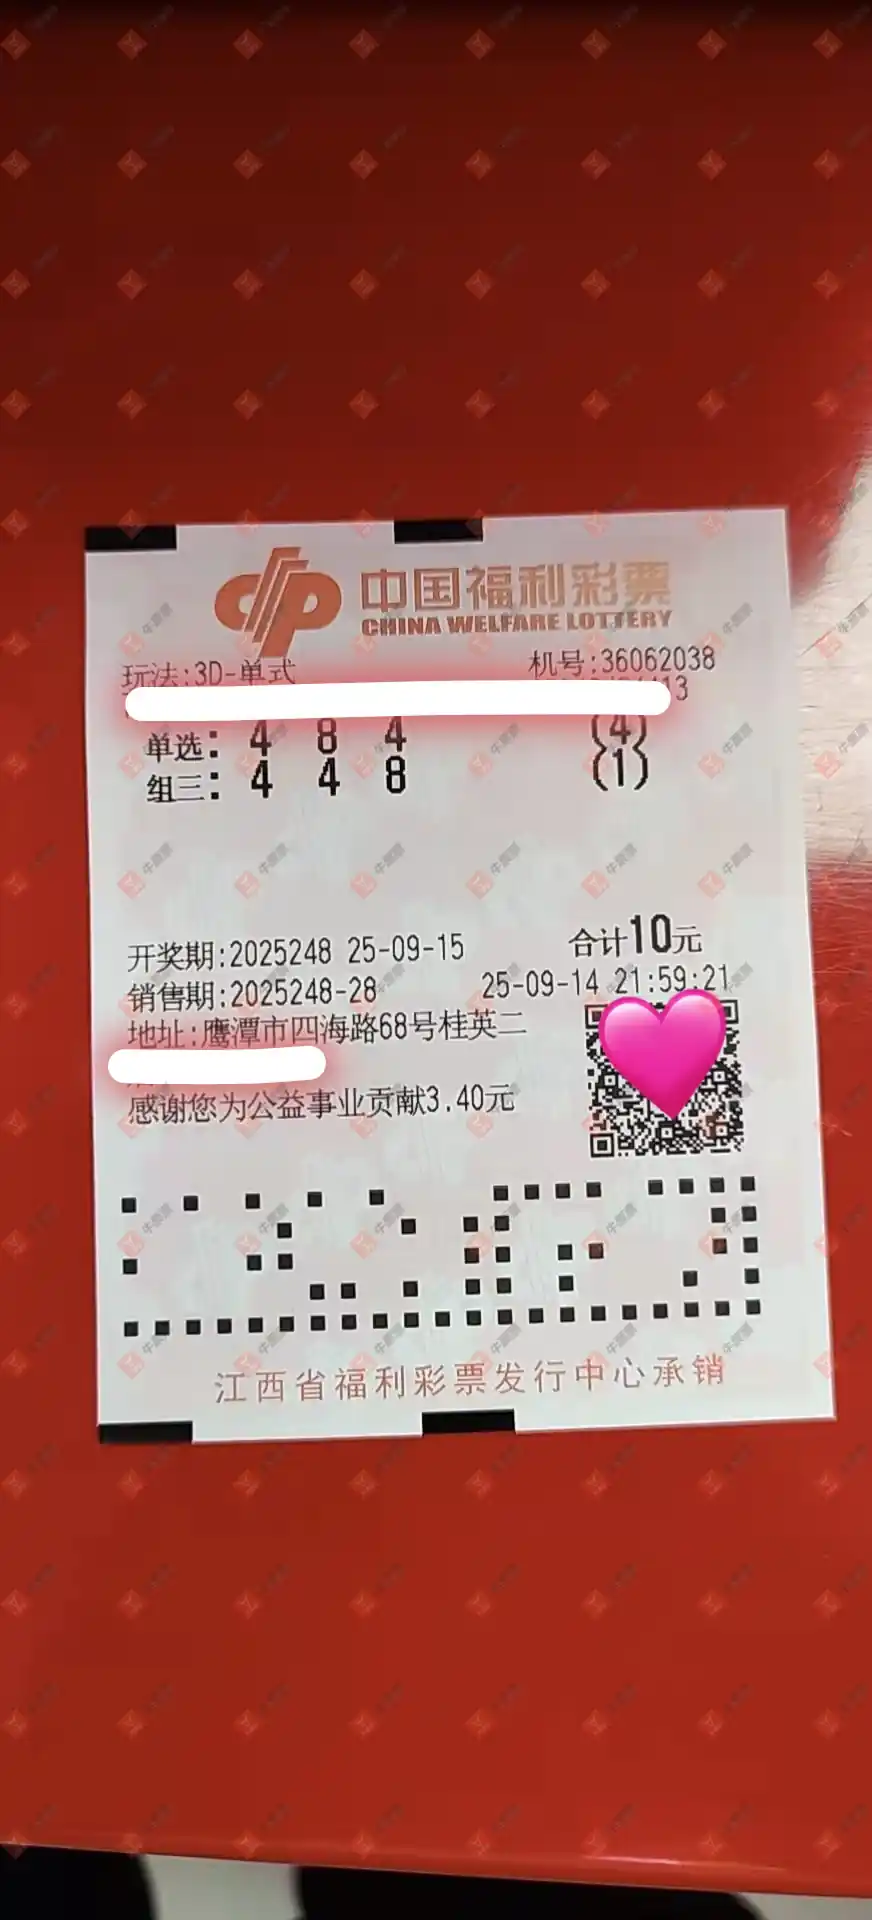 中国福利彩票
CHINA WELFARE LOTTERY
玩法:3D-单式 机号:36062038
13
单选: 4 8 4 (4)
组三: 4 4 8 (1)
开奖期:2025248 25-09-15 合计10元
销售期:2025248-28 25-09-14 21:59:21
地址:鹰潭市四海路68号桂英二
感谢您为公益事业贡献3.40元
江西省福利彩票发行中心承销
牛票票